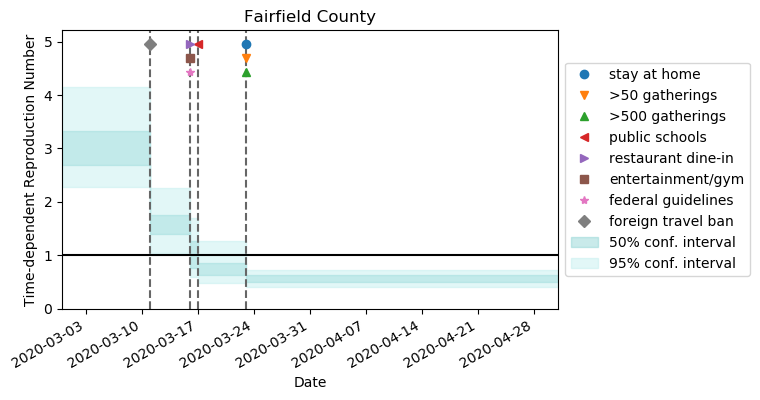 Fairfield County
Time-dependent Reproduction Number
5
4
3
2
1
0
2020-03-03
2020-03-10
2020-03-17
2020-03-24
2020-03-31
2020-04-07
2020-04-14
2020-04-21
2020-04-28
Date
stay at home
>50 gatherings
>500 gatherings
public schools
restaurant dine-in
entertainment/gym
federal guidelines
foreign travel ban
50% conf. interval
95% conf. interval